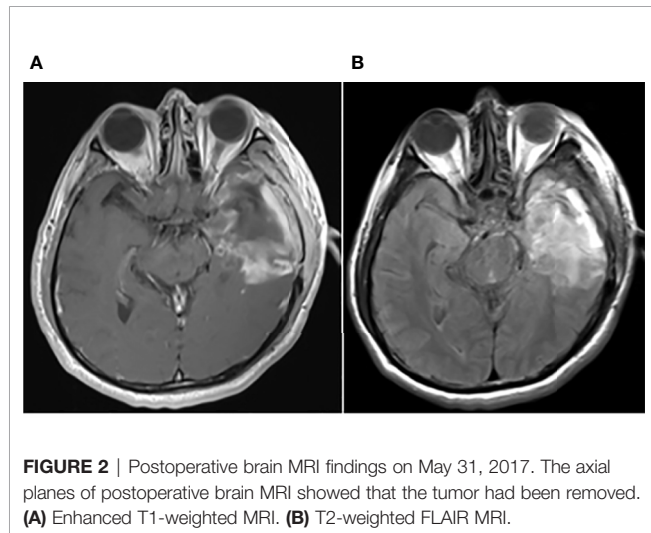 A B
FIGURE 2 | Postoperative brain MRI findings on May 31, 2017. The axial
planes of postoperative brain MRI showed that the tumor had been removed.
(A) Enhanced T1-weighted MRI. (B) T2-weighted FLAIR MRI.